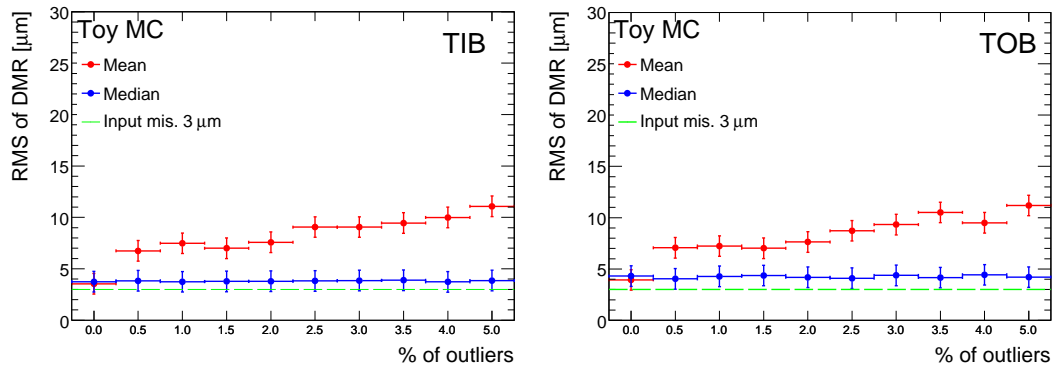 RMS of DMR [μm]
30
25
20
15
10
5
0
Toy MC
TIB
Mean
Median
Input mis. 3 μm
0.0 0.5 1.0 1.5 2.0 2.5 3.0 3.5 4.0 5.0
% of outliers
RMS of DMR [μm]
30
25
20
15
10
5
0
Toy MC
TOB
Mean
Median
Input mis. 3 μm
0.0 0.5 1.0 1.5 2.0 2.5 3.0 3.5 4.0 5.0
% of outliers